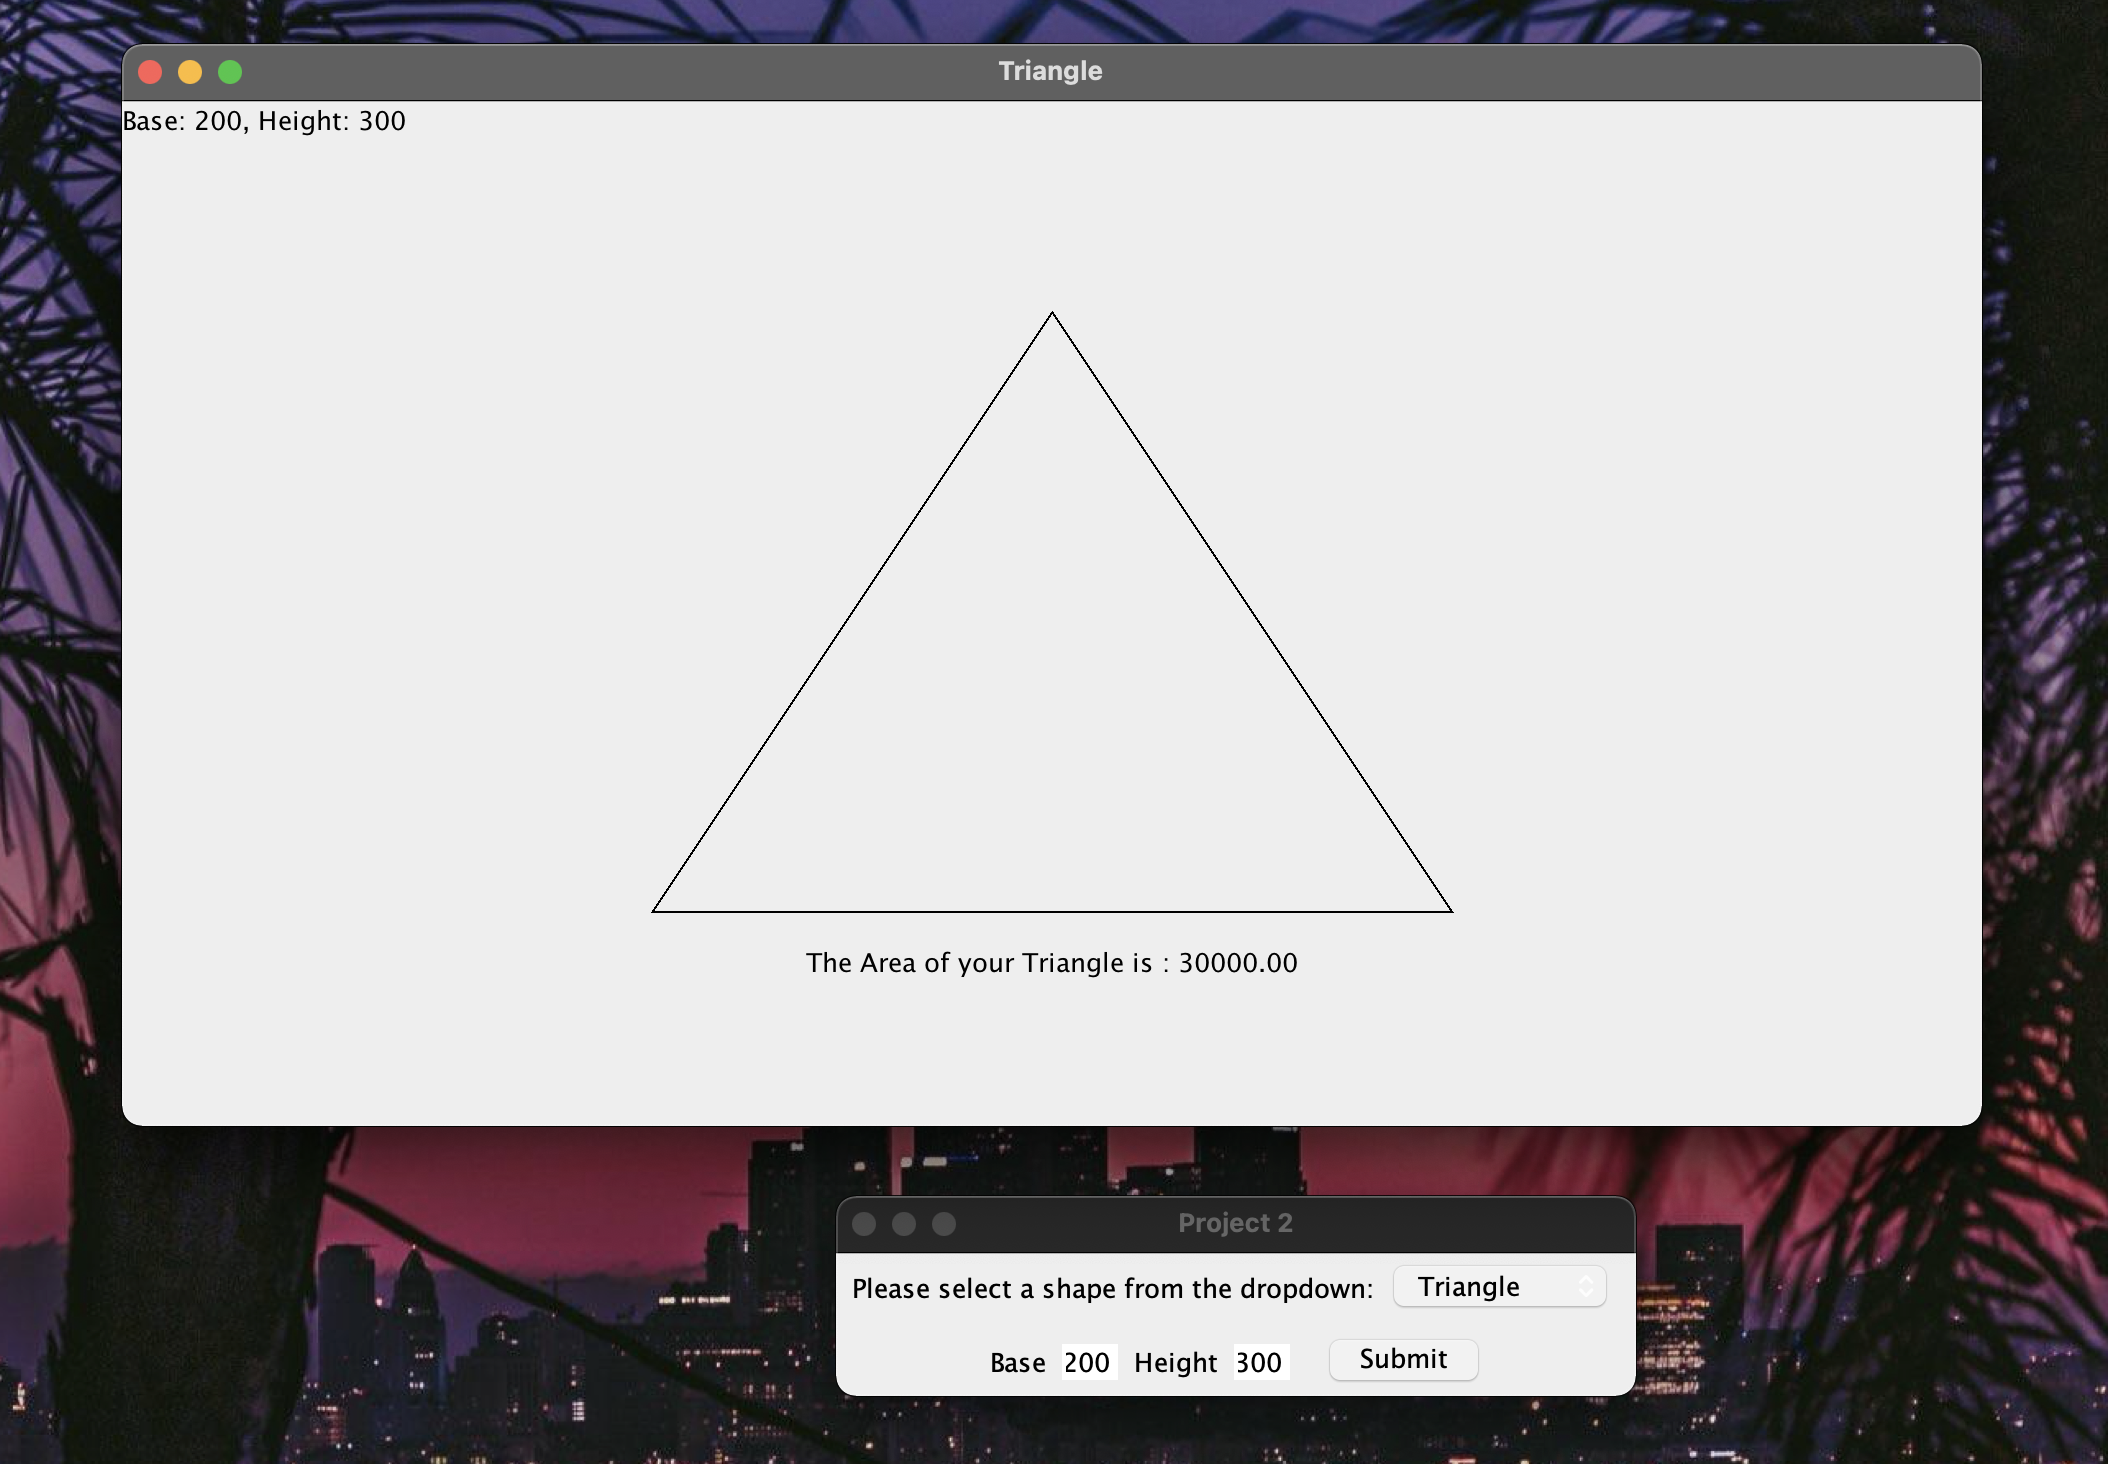 Triangle
Base: 200, Height: 300
The Area of your Triangle is : 30000.00
Project 2
Please select a shape from the dropdown: Triangle
Base 200 Height 300 Submit